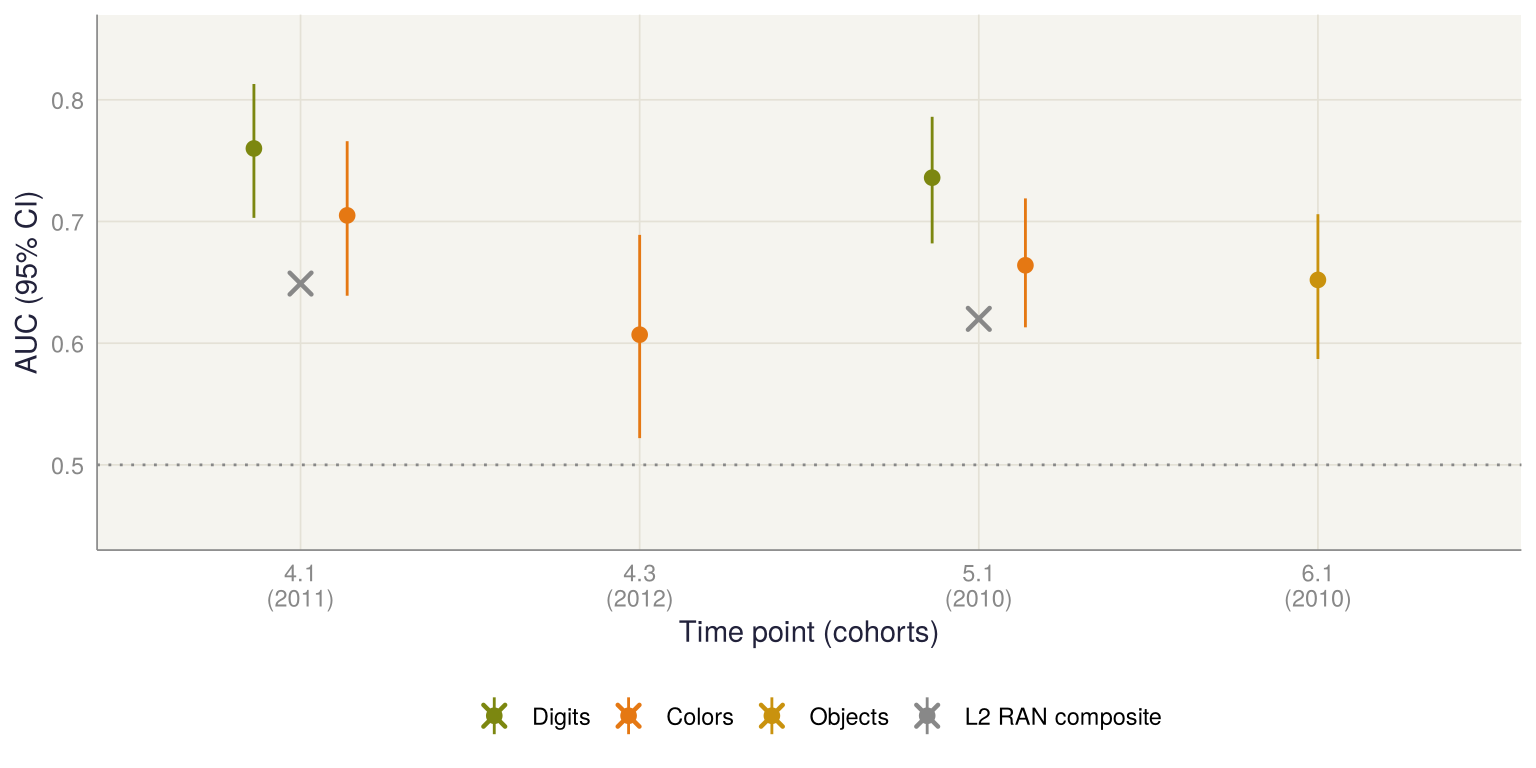 AUC (95% CI)
0.8
0.7
0.6
0.5
4.1
(2011)
4.3
(2012)
5.1
(2010)
6.1
(2010)
Time point (cohorts)
Digits
Colors
Objects
L2 RAN composite